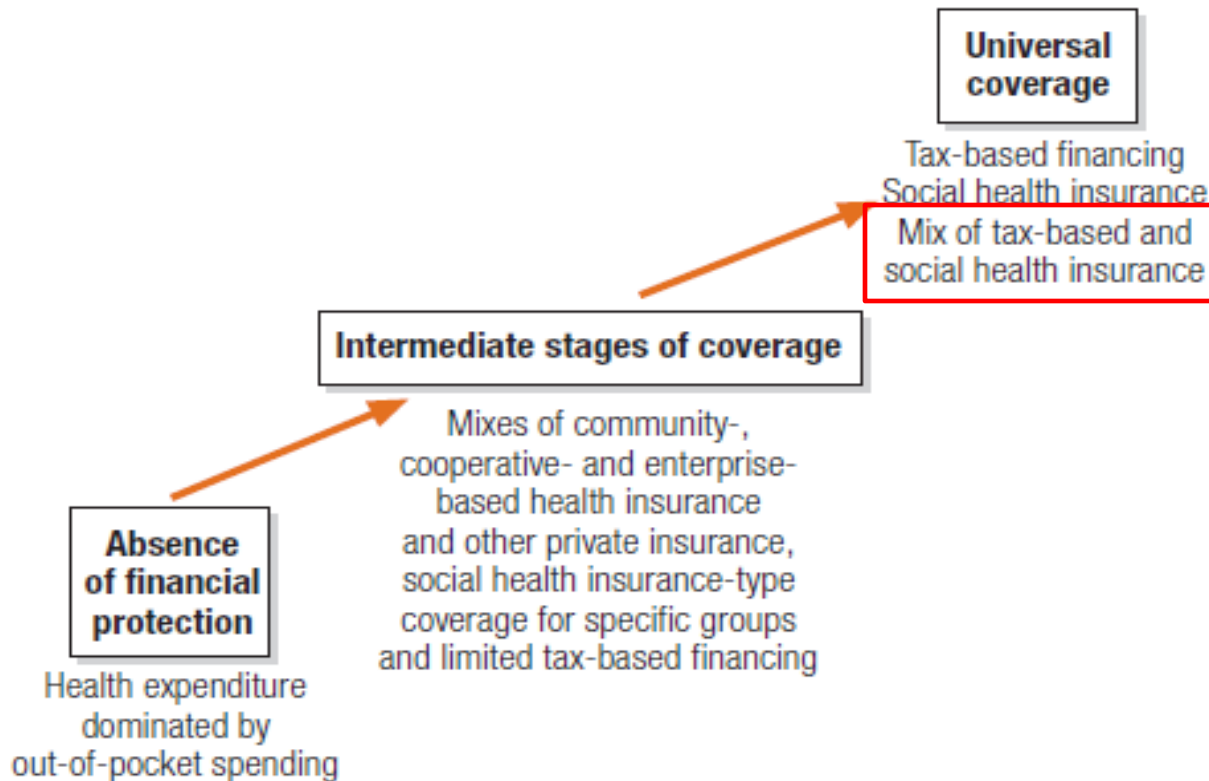 Universal
coverage
Tax-based financing
Social health insurance
Mix of tax-based and
social health insurance
Intermediate stages of coverage
Mixes of community-,
cooperative- and enterprise-
based health insurance
and other private insurance,
social health insurance-type
coverage for specific groups
and limited tax-based financing
Absence
of financial
protection
Health expenditure
dominated by
out-of-pocket spending